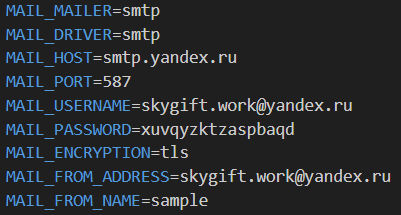 MAIL_MAILER=smtp
MAIL_DRIVER=smtp
MAIL_HOST=smtp.yandex.ru
MAIL_PORT=587
MAIL_USERNAME=skygift.work@yandex.ru
MAIL_PASSWORD=xuvqyzktzaspbaqd
MAIL_ENCRYPTION=tls
MAIL_FROM_ADDRESS=skygift.work@yandex.ru
MAIL_FROM_NAME=sample